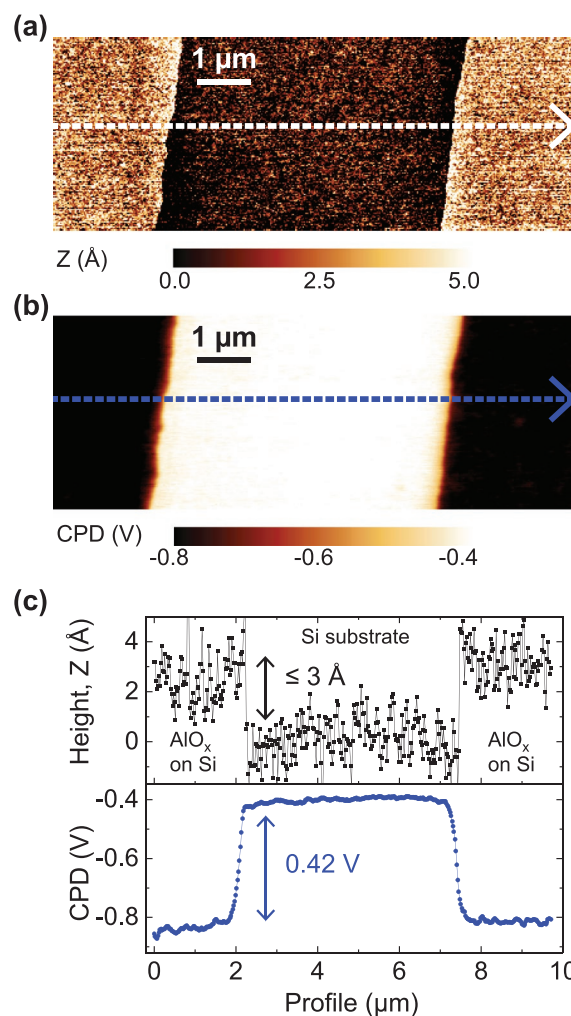 (a)
1 µm
Z (Å)
0.0 2.5 5.0
(b)
1 µm
CPD (V)
-0.8 -0.6 -0.4
(c)
Height, Z (Å)
4
2
0
Si substrate
≤ 3 Å
AlOₓ
on Si
AlOₓ
on Si
CPD (V)
-0.4
-0.6
-0.8
0.42 V
0 2 4 6 8 10
Profile (µm)